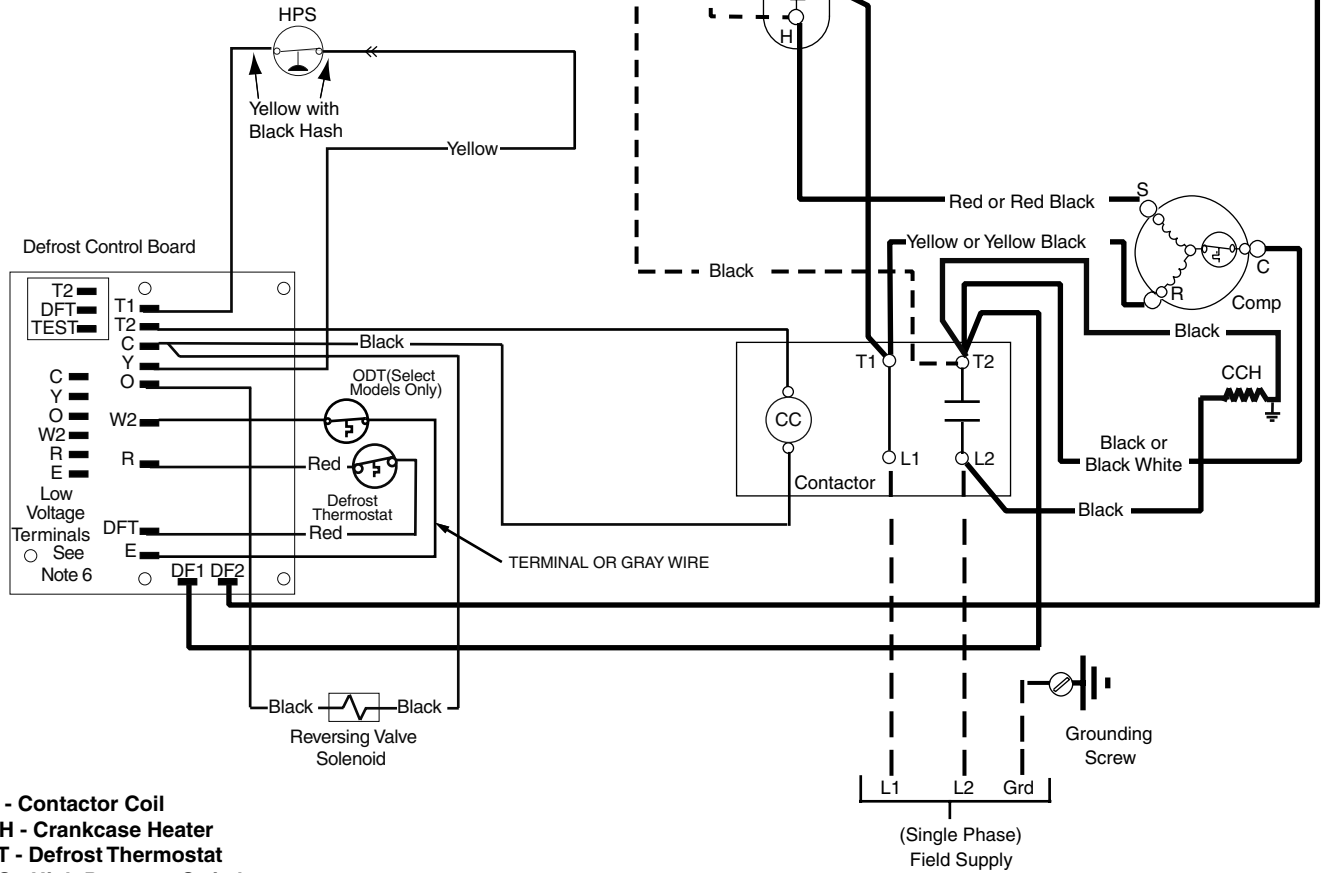 HPS
H
Yellow with
Black Hash
Yellow
S
Red or Red Black
Yellow or Yellow Black
Black
C
R
Comp
Defrost Control Board
T2
DFT
TEST
T1
T2
C
Y
O
W2
R
DFT
E
DF1 DF2
C
Y
O
W2
R
E
Low
Voltage
Terminals
See
Note 6
Black
ODT(Select
Models Only)
Red
Defrost
Thermostat
Red
TERMINAL OR GRAY WIRE
T1
T2
CC
L1
L2
Contactor
Black
CCH
Black or
Black White
Black
Black
Black
Reversing Valve
Solenoid
Grounding
Screw
L1 L2 Grd
(Single Phase)
Field Supply
- Contactor Coil
H - Crankcase Heater
T - Defrost Thermostat